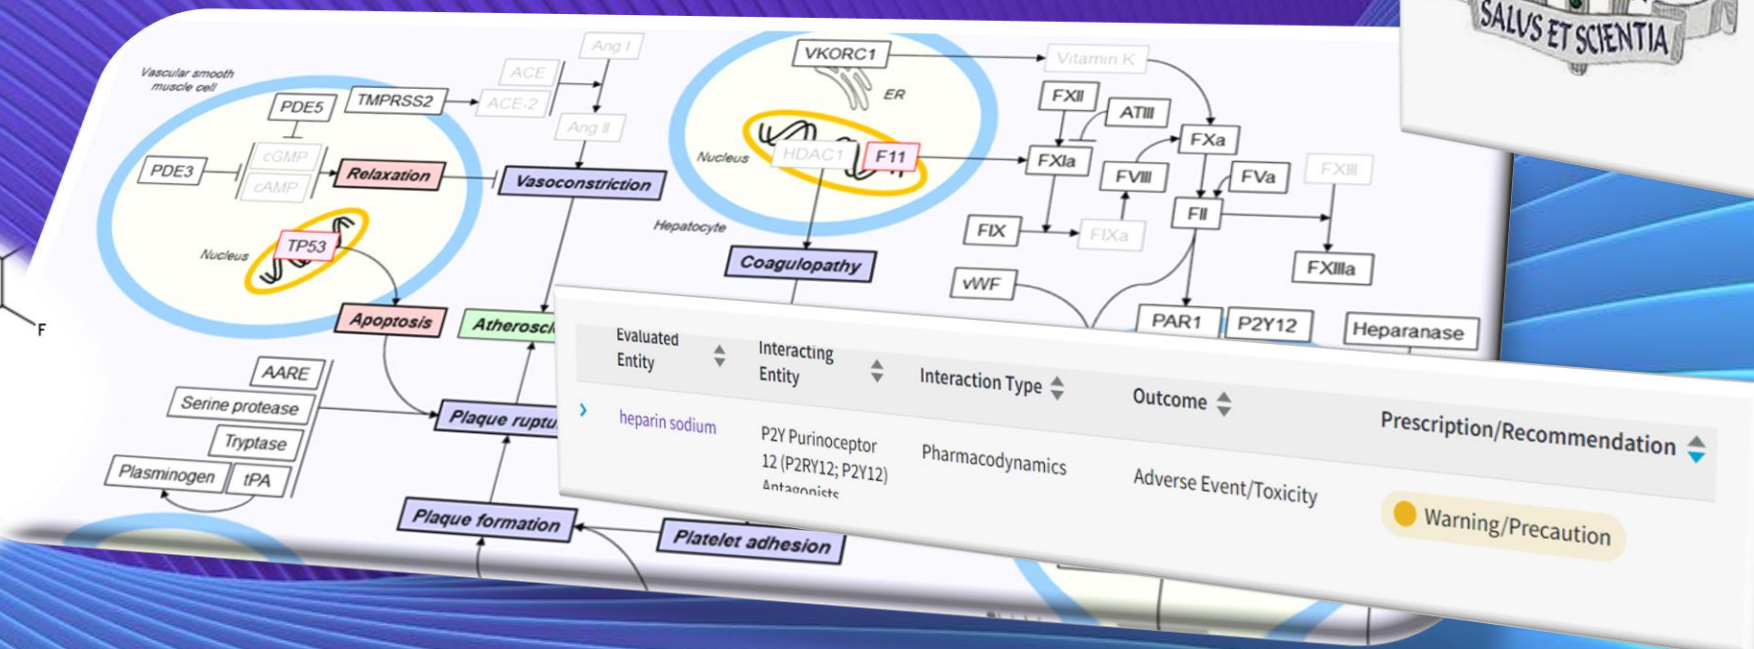 SALUS ET SCIENTIA
Vascular smooth
muscle cell
PDE5
TMPRSS2
ACE
ACE-2
Ang I
Ang II
PDE3
cGMP
cAMP
Relaxation
Vasoconstriction
Nucleus
TP53
Apoptosis
AARE
Serine protease
Tryptase
Plasminogen
tPA
Plaque formation
Platelet adhesion
VKORC1
ER
Nucleus
HDAC1
F11
Hepatocyte
Coagulopathy
Vitamin K
FXII
ATIII
FXIa
FXa
FVIII
FVa
FXIII
FII
FIX
FIXa
FXIIIa
vWF
PAR1
P2Y12
Heparanase
F
Evaluated
Entity
Interacting
Entity
Interaction Type
Outcome
Prescription/Recommendation
heparin sodium
P2Y Purinoceptor
12 (P2RY12; P2Y12)
Antagonists
Pharmacodynamics
Adverse Event/Toxicity
Warning/Precaution
Plaque